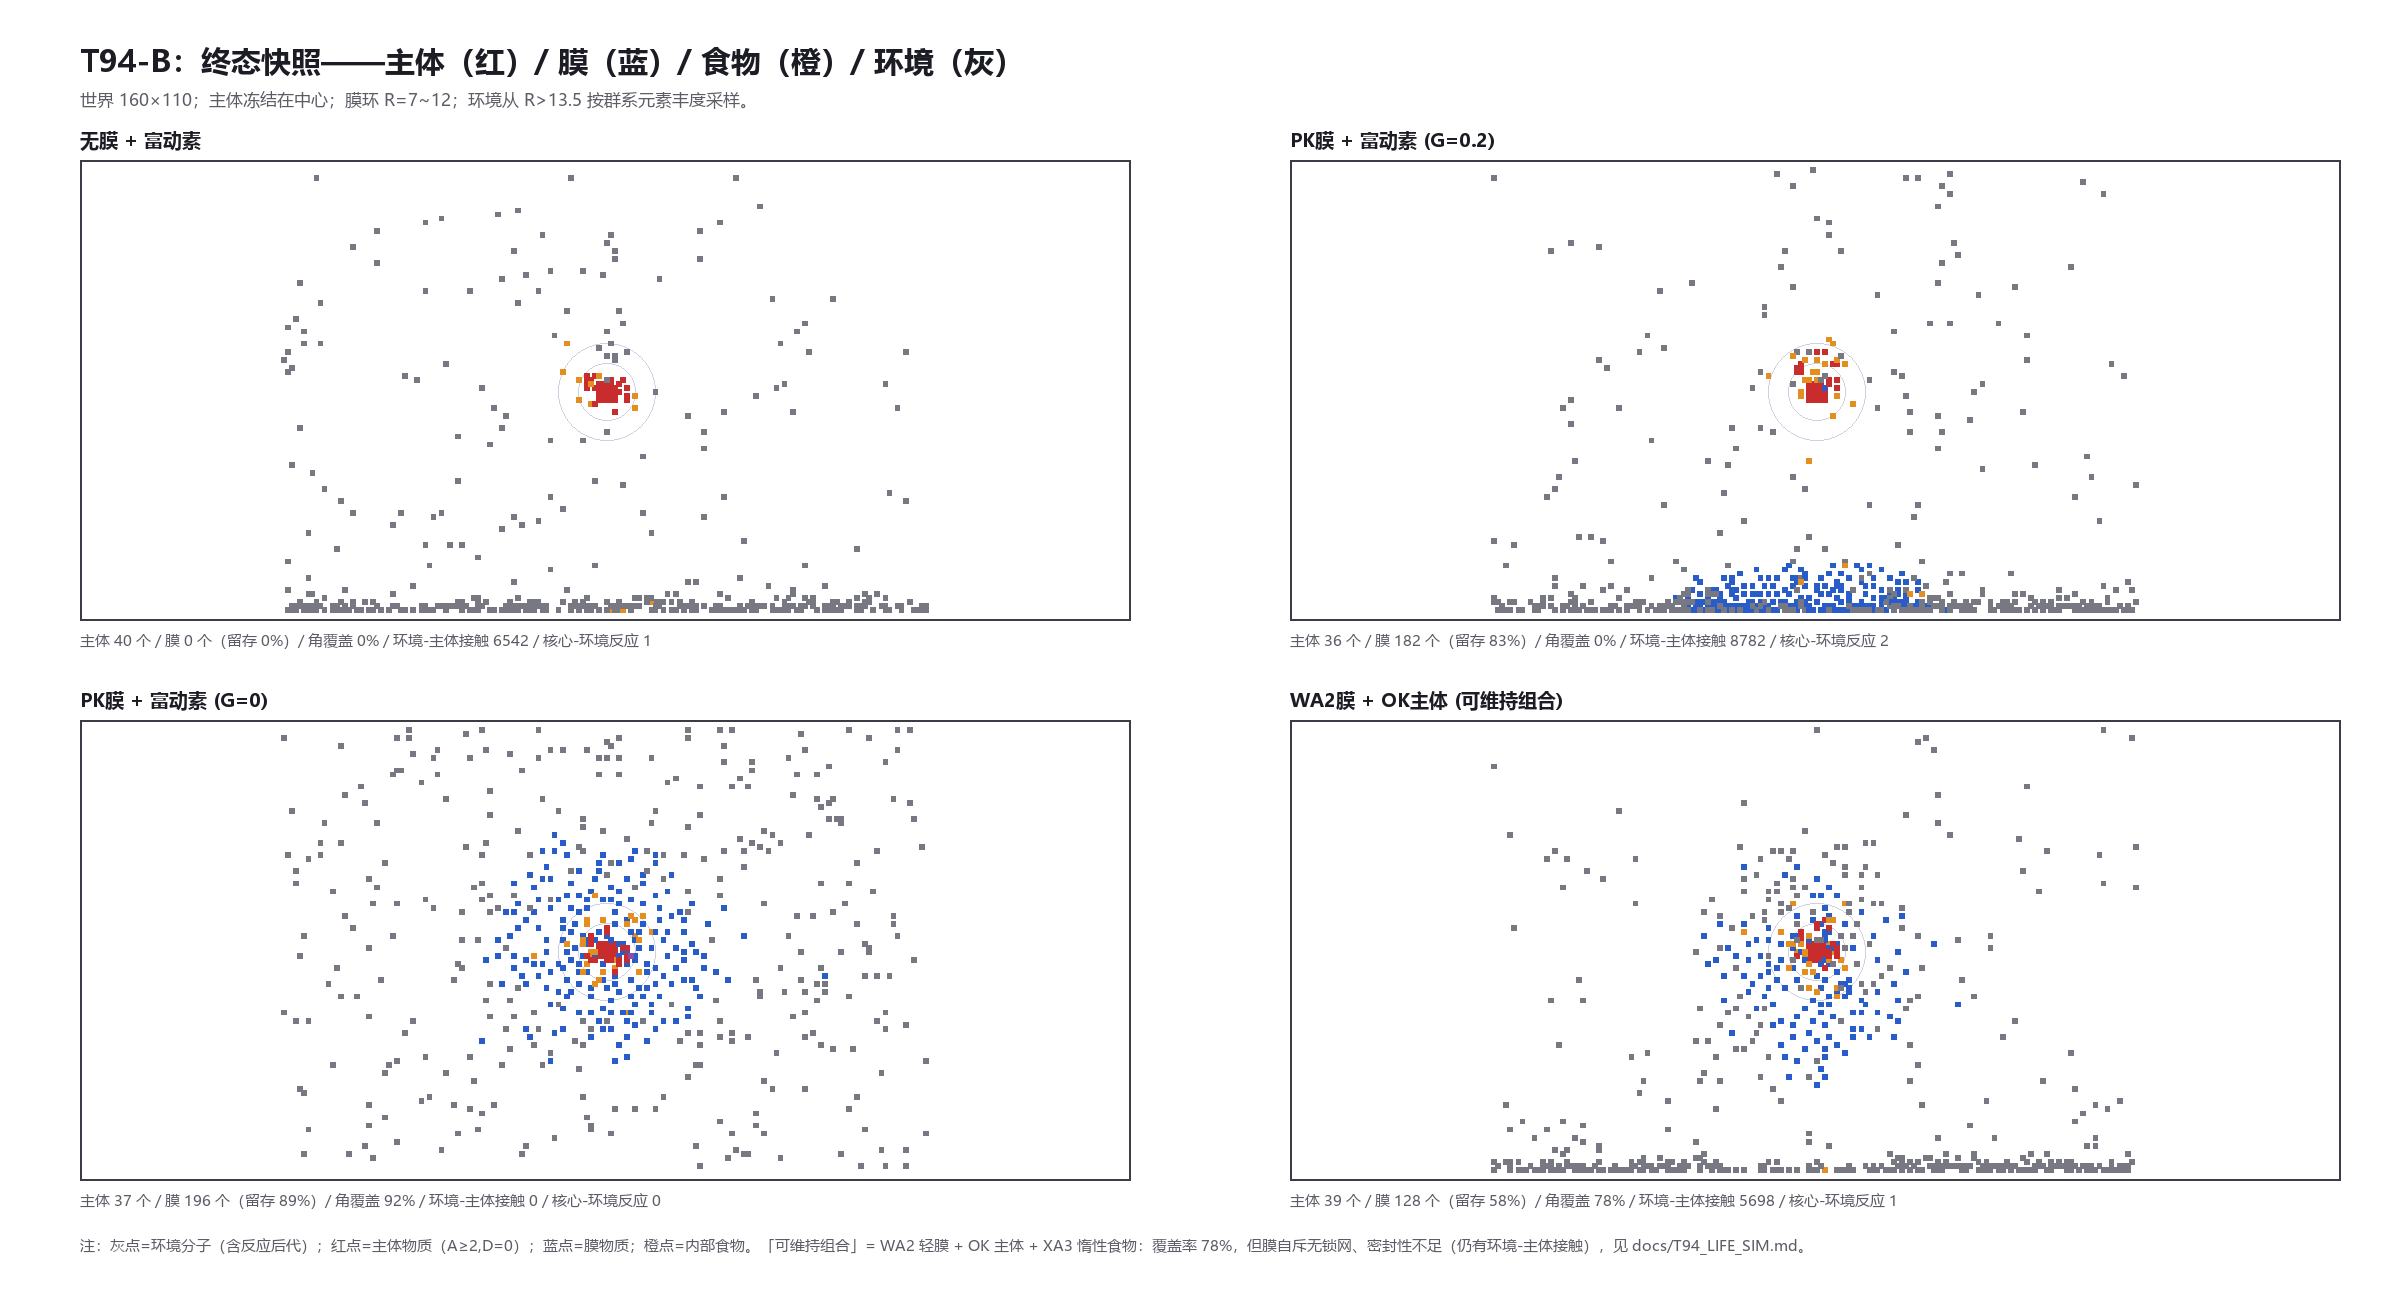 T94-B：终态快照——主体（红）/ 膜（蓝）/ 食物（橙）/ 环境（灰）
世界 160×110；主体冻结在中心；膜环 R=7~12；环境从 R>13.5 按群系元素丰度采样。
无膜 + 富动素
PK膜 + 富动素 (G=0.2)
主体 40 个 / 膜 0 个（留存 0%）/ 角覆盖 0% / 环境-主体接触 6542 / 核心-环境反应 1
主体 36 个 / 膜 182 个（留存 83%）/ 角覆盖 0% / 环境-主体接触 8782 / 核心-环境反应 2
PK膜 + 富动素 (G=0)
WA2膜 + OK主体 (可维持组合)
主体 37 个 / 膜 196 个（留存 89%）/ 角覆盖 92% / 环境-主体接触 0 / 核心-环境反应 0
主体 39 个 / 膜 128 个（留存 58%）/ 角覆盖 78% / 环境-主体接触 5698 / 核心-环境反应 1
注：灰点=环境分子（含反应后代）；红点=主体物质（A≥2,D=0）；蓝点=膜物质；橙点=内部食物。「可维持组合」= WA2 轻膜 + OK 主体 + XA3 惰性食物：覆盖率 78%，但膜自斥无锁网、密封性不足（仍有环境-主体接触），见 docs/T94_LIFE_SIM.md。